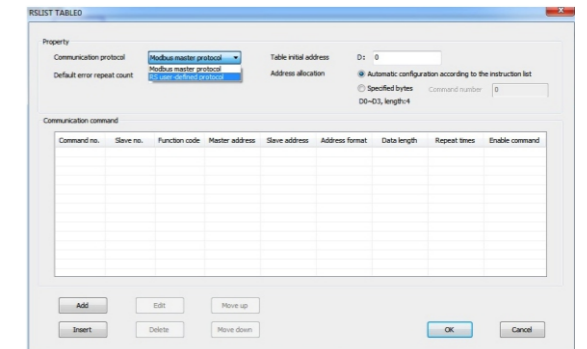 RSLIST TABLE0
Property
Communication protocol Modbus master protocol Table initial address D: 0
Modbus master protocol
RS user-defined protocol
Default error repeat count Address allocation Automatic configuration according to the instruction list
Specified bytes Command number 0
D0~D3, length:4
Communication command
Command no. Slave no. Function code Master address Slave address Address format Data length Repeat times Enable command
Add Edit Move up
Insert Delete Move down OK Cancel